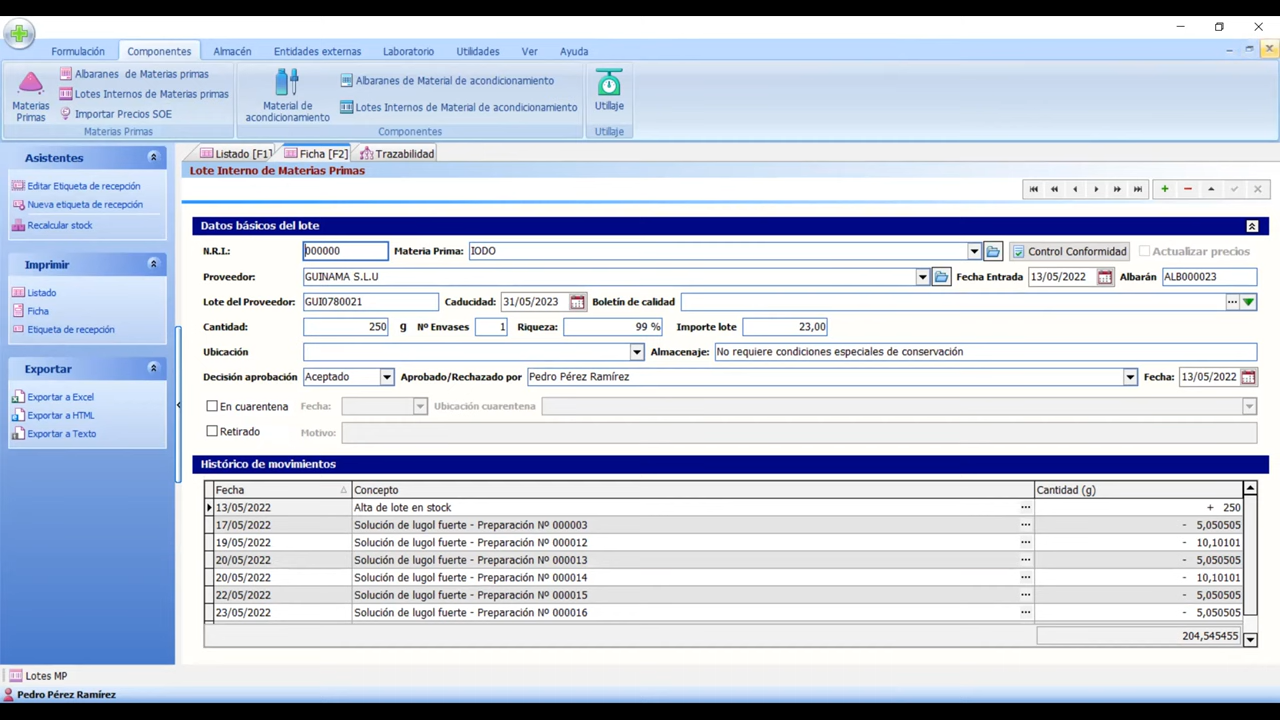 Formulación Componentes Almacén Entidades externas Laboratorio Utilidades Ver Ayuda
Materias Primas
Albaranes de Materias primas
Lotes Internos de Materias primas
Importar Precios SOE
Materias Primas
Material de acondicionamiento
Albaranes de Material de acondicionamiento
Lotes Internos de Material de acondicionamiento
Componentes
Utillaje
Utillaje
Asistentes
Editar Etiqueta de recepción
Nueva etiqueta de recepción
Recalcular stock
Imprimir
Listado
Ficha
Etiqueta de recepción
Exportar
Exportar a Excel
Exportar a HTML
Exportar a Texto
Listado [F1] Ficha [F2] Trazabilidad
Lote Interno de Materias Primas
Datos básicos del lote
N.R.I.: 000000 Materia Prima: IODO Control Conformidad Actualizar precios
Proveedor: GUINAMA S.L.U Fecha Entrada 13/05/2022 Albarán ALB000023
Lote del Proveedor: GUI0780021 Caducidad: 31/05/2023 Boletín de calidad
Cantidad: 250 g Nº Envases 1 Riqueza: 99 % Importe lote 23,00
Ubicación Almacenaje: No requiere condiciones especiales de conservación
Decisión aprobación Aceptado Aprobado/Rechazado por Pedro Pérez Ramírez Fecha: 13/05/2022
En cuarentena Fecha: Ubicación cuarentena
Retirado Motivo:
Histórico de movimientos
Fecha Concepto Cantidad (g)
13/05/2022 Alta de lote en stock ... + 250
17/05/2022 Solución de lugol fuerte - Preparación Nº 000003 ... - 5,050505
19/05/2022 Solución de lugol fuerte - Preparación Nº 000012 ... - 10,10101
20/05/2022 Solución de lugol fuerte - Preparación Nº 000013 ... - 5,050505
20/05/2022 Solución de lugol fuerte - Preparación Nº 000014 ... - 10,10101
22/05/2022 Solución de lugol fuerte - Preparación Nº 000015 ... - 5,050505
23/05/2022 Solución de lugol fuerte - Preparación Nº 000016 ... - 5,050505
204,545455
Lotes MP
Pedro Pérez Ramírez